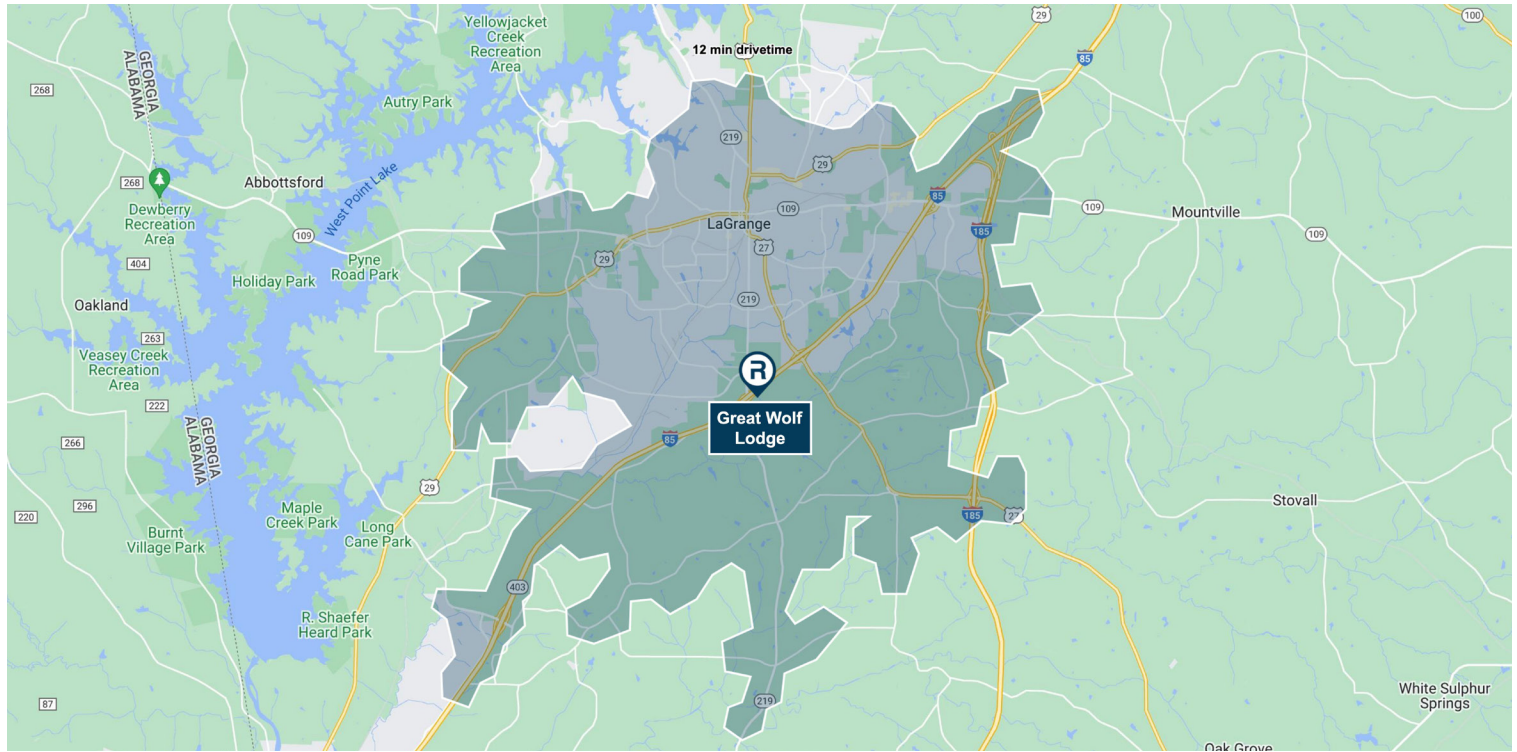 29
100
Yellowjacket
Creek
Recreation
Area
12 min drivetime
85
GEORGIA
ALABAMA
268
Autry Park
219
29
268
Abbottsford
West Point Lake
85
Dewberry
Recreation
Area
109
LaGrange
109
109
Mountville
109
185
109
404
27
29
Pyne
Road Park
Holiday Park
Oakland
219
263
Veasey Creek
Recreation
Area
R
222
Great Wolf
Lodge
GEORGIA
ALABAMA
266
85
29
296
220
Maple
Creek Park
Long
Cane Park
Burnt
Village Park
Stovall
185
27
403
R. Shaefer
Heard Park
219
87
White Sulphur
Springs
Oak Grove